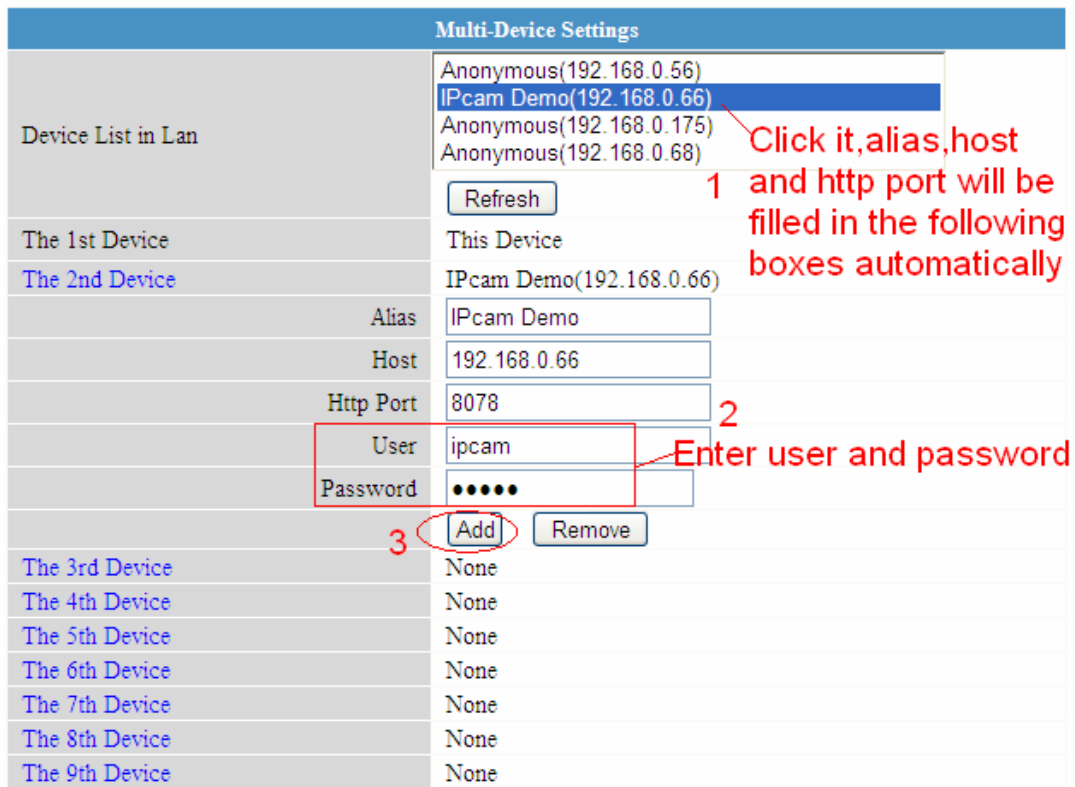 Multi-Device Settings
Device List in Lan
Anonymous(192.168.0.56)
IPcam Demo(192.168.0.66)
Anonymous(192.168.0.175)
Anonymous(192.168.0.68)
Refresh
1
Click it,alias,host
and http port will be
filled in the following
boxes automatically
The 1st Device This Device
The 2nd Device IPcam Demo(192.168.0.66)
Alias IPcam Demo
Host 192.168.0.66
Http Port 8078
2
User ipcam
Enter user and password
Password •••••
3
Add Remove
The 3rd Device None
The 4th Device None
The 5th Device None
The 6th Device None
The 7th Device None
The 8th Device None
The 9th Device None